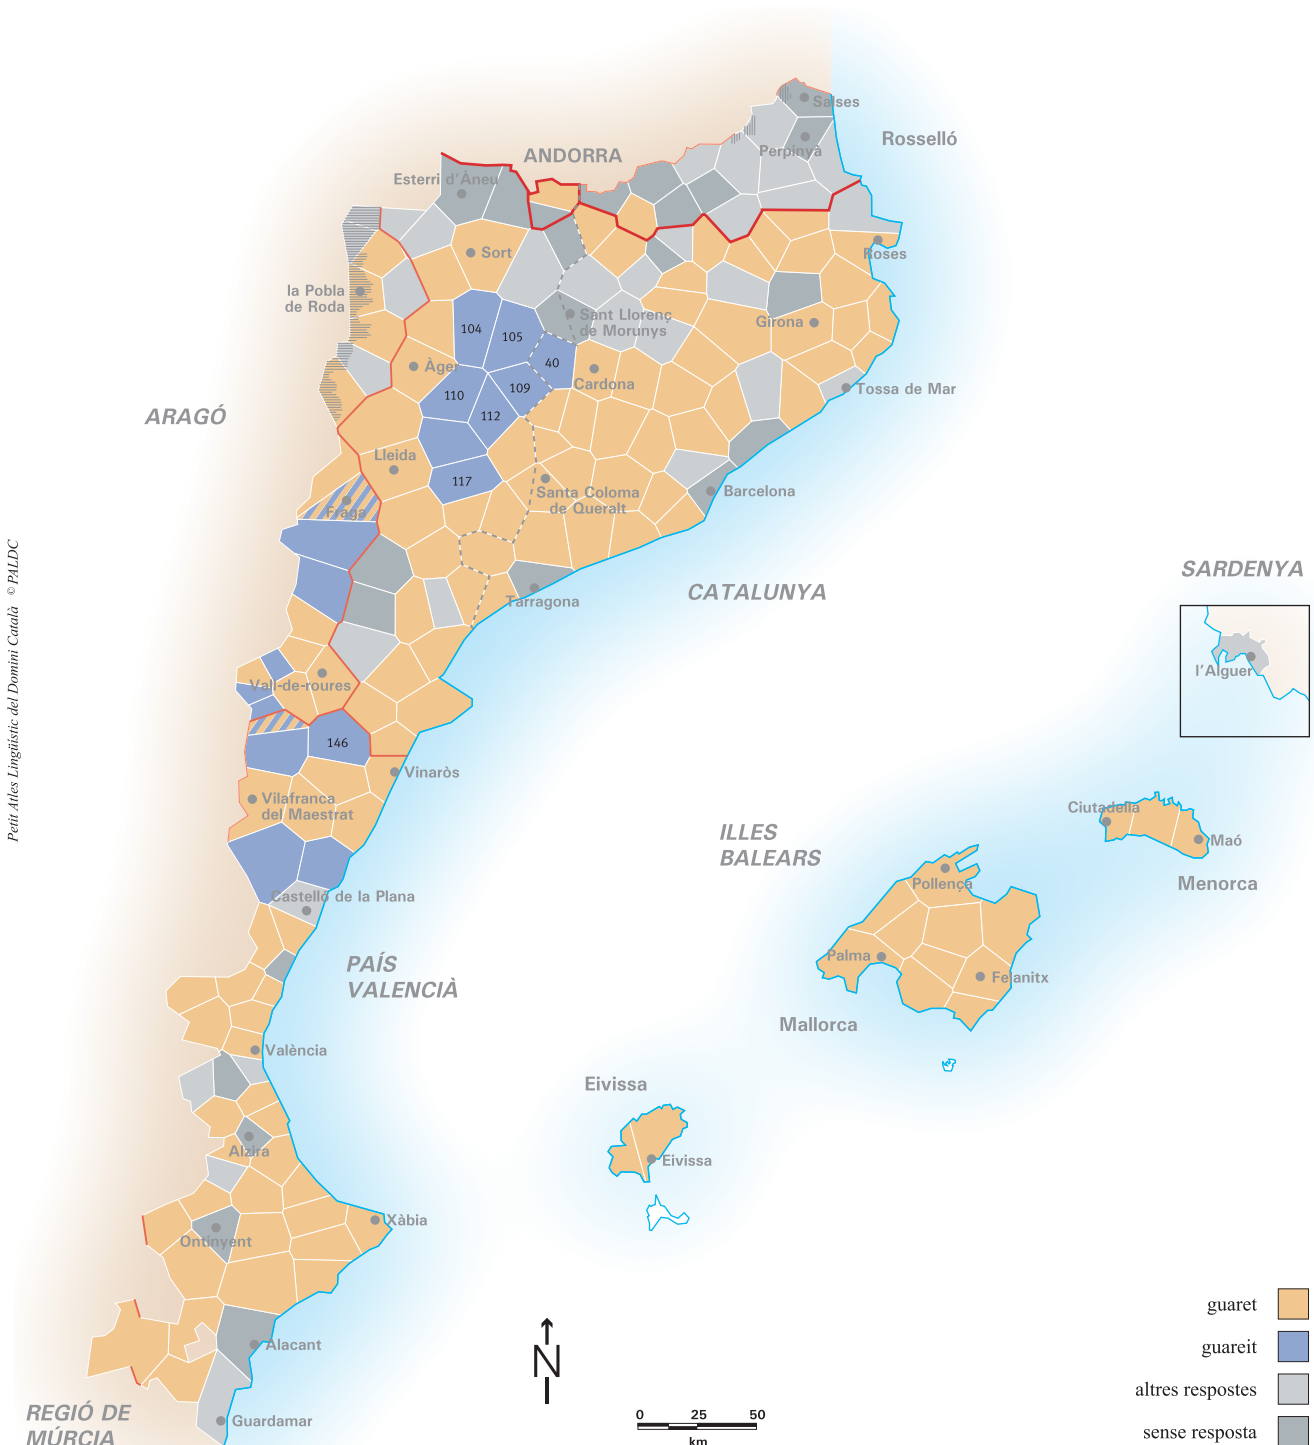 Salses
Rosselló
Perpinyà
ANDORRA
Esterri d'Àneu
Sort
Roses
la Pobla
de Roda
Sant Llorenç
de Morunys
Girona
104
105
40
Àger
Cardona
109
110
112
Tossa de Mar
ARAGÓ
Lleida
117
Santa Coloma
de Queralt
Barcelona
Fraga
Petit Atles Lingüístic del Domini Català © PALDC
SARDENYA
CATALUNYA
Tarragona
l'Alguer
Vall-de-roures
146
Vinaròs
Vilafranca
del Maestrat
Ciutadella
ILLES
BALEARS
Maó
Menorca
Pollença
Castelló de la Plana
PAÍS
VALENCIÀ
Palma
Felanitx
Mallorca
València
Eivissa
Alzira
Eivissa
Xàbia
Ontinyent
guaret
guareit
Alacant
altres respostes
N
REGIÓ DE
MÚRCIA
Guardamar
0 25 50
km
sense resposta